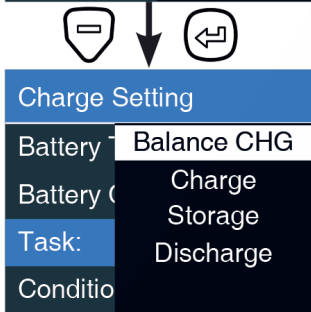 Charge Setting
Battery
Balance CHG
Battery
Charge
Storage
Task:
Discharge